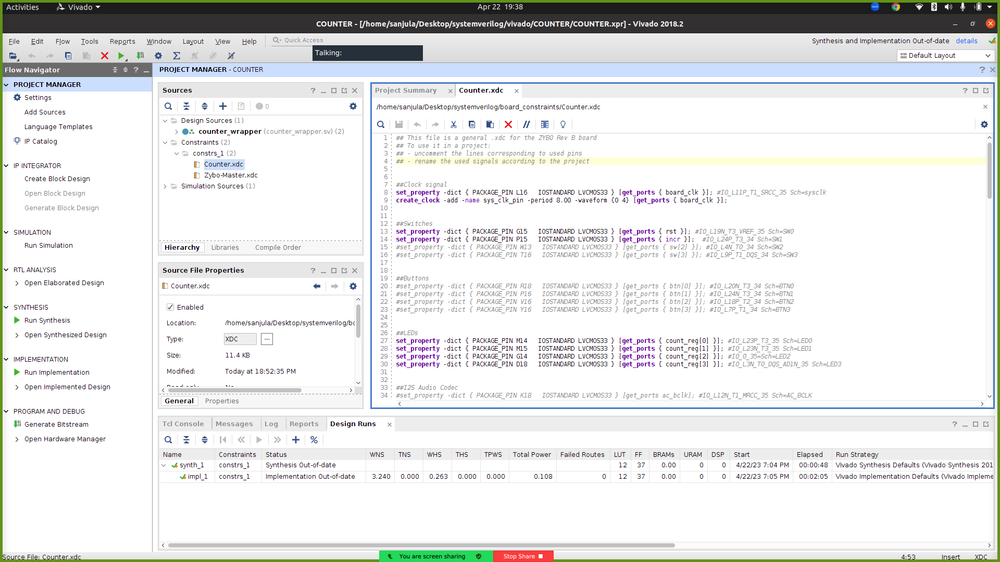 Activities
Vivado
Apr 22 19:38
COUNTER - [/home/sanjula/Desktop/systemverilog/vivado/COUNTER/COUNTER.xpr] - Vivado 2018.2
File Edit Flow Tools Reports Window Layout View Help
Quick Access
Synthesis and Implementation Out-of-date details
Talking:
Default Layout
Flow Navigator
PROJECT MANAGER
Settings
Add Sources
Language Templates
IP Catalog
IP INTEGRATOR
Create Block Design
Open Block Design
Generate Block Design
SIMULATION
Run Simulation
RTL ANALYSIS
Open Elaborated Design
SYNTHESIS
Run Synthesis
Open Synthesized Design
IMPLEMENTATION
Run Implementation
Open Implemented Design
PROGRAM AND DEBUG
Generate Bitstream
Open Hardware Manager
PROJECT MANAGER - COUNTER
Sources
0
Design Sources (1)
counter_wrapper (counter_wrapper.sv) (2)
Constraints (2)
constrs_1 (2)
Counter.xdc
Zybo-Master.xdc
Simulation Sources (1)
Hierarchy Libraries Compile Order
Source File Properties
Counter.xdc
Enabled
Location: /home/sanjula/Desktop/systemverilog/bo
Type: XDC
Size: 11.4 KB
Modified: Today at 18:52:35 PM
General Properties
Project Summary Counter.xdc
/home/sanjula/Desktop/systemverilog/board_constraints/Counter.xdc
1 ## This file is a general .xdc for the ZYBO Rev B board
2 ## To use it in a project:
3 ## - uncomment the lines corresponding to used pins
4 ## - rename the used signals according to the project
5
6
7 ##Clock signal
8 set_property -dict { PACKAGE_PIN L16 IOSTANDARD LVCMOS33 } [get_ports { board_clk }]; #IO_L11P_T1_SRCC_35 Sch=sysclk
9 create_clock -add -name sys_clk_pin -period 8.00 -waveform {0 4} [get_ports { board_clk }];
10
11
12 ##Switches
13 set_property -dict { PACKAGE_PIN G15 IOSTANDARD LVCMOS33 } [get_ports { rst }]; #IO_L19N_T3_VREF_35 Sch=SW0
14 set_property -dict { PACKAGE_PIN P15 IOSTANDARD LVCMOS33 } [get_ports { incr }]; #IO_L24P_T3_34 Sch=SW1
15 #set_property -dict { PACKAGE_PIN W13 IOSTANDARD LVCMOS33 } [get_ports { sw[2] }]; #IO_L4N_T0_34 Sch=SW2
16 #set_property -dict { PACKAGE_PIN T16 IOSTANDARD LVCMOS33 } [get_ports { sw[3] }]; #IO_L9P_T1_DQS_34 Sch=SW3
17
18
19 ##Buttons
20 #set_property -dict { PACKAGE_PIN R18 IOSTANDARD LVCMOS33 } [get_ports { btn[0] }]; #IO_L20N_T3_34 Sch=BTN0
21 #set_property -dict { PACKAGE_PIN P16 IOSTANDARD LVCMOS33 } [get_ports { btn[1] }]; #IO_L24N_T3_34 Sch=BTN1
22 #set_property -dict { PACKAGE_PIN V16 IOSTANDARD LVCMOS33 } [get_ports { btn[2] }]; #IO_L18P_T2_34 Sch=BTN2
23 #set_property -dict { PACKAGE_PIN Y16 IOSTANDARD LVCMOS33 } [get_ports { btn[3] }]; #IO_L7P_T1_34 Sch=BTN3
24
25
26 ##LEDs
27 set_property -dict { PACKAGE_PIN M14 IOSTANDARD LVCMOS33 } [get_ports { count_reg[0] }]; #IO_L23P_T3_35 Sch=LED0
28 set_property -dict { PACKAGE_PIN M15 IOSTANDARD LVCMOS33 } [get_ports { count_reg[1] }]; #IO_L23N_T3_35 Sch=LED1
29 set_property -dict { PACKAGE_PIN G14 IOSTANDARD LVCMOS33 } [get_ports { count_reg[2] }]; #IO_0_35=Sch=LED2
30 set_property -dict { PACKAGE_PIN D18 IOSTANDARD LVCMOS33 } [get_ports { count_reg[3] }]; #IO_L3N_T0_DQS_AD1N_35 Sch=LED3
31
32
33 ##I2S Audio Codec
34 #set_property -dict { PACKAGE_PIN K18 IOSTANDARD LVCMOS33 } [get_ports ac_bclk]; #IO_L12N_T1_MRCC_35 Sch=AC_BCLK
Tcl Console Messages Log Reports Design Runs
Name Constraints Status WNS TNS WHS THS TPWS Total Power Failed Routes LUT FF BRAMs URAM DSP Start Elapsed Run Strategy
synth_1 constrs_1 Synthesis Out-of-date 12 37 0.00 0 0 4/22/23 7:04 PM 00:00:48 Vivado Synthesis Defaults (Vivado Synthesis 201
impl_1 constrs_1 Implementation Out-of-date 3.240 0.000 0.263 0.000 0.000 0.108 0 12 37 0.00 0 0 4/22/23 7:05 PM 00:02:05 Vivado Implementation Defaults (Vivado Impleme
Source File: Counter.xdc
You are screen sharing
Stop Share
4:53 Insert XDC